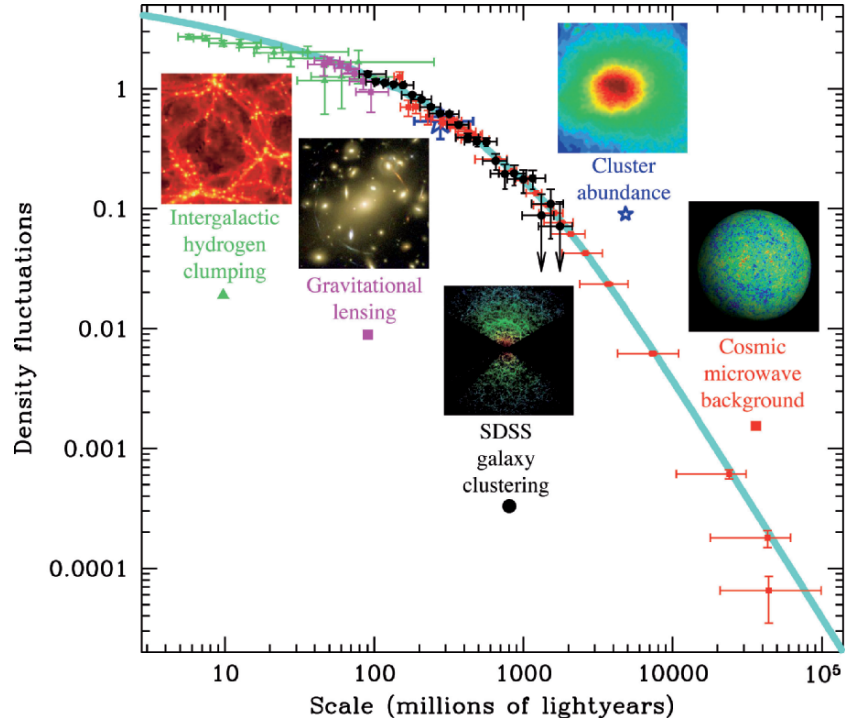 Density fluctuations
1
0.1
0.01
0.001
0.0001
Intergalactic
hydrogen
clumping
Gravitational
lensing
SDSS
galaxy
clustering
Cluster
abundance
Cosmic
microwave
background
10
100
1000
10000
10⁵
Scale (millions of lightyears)